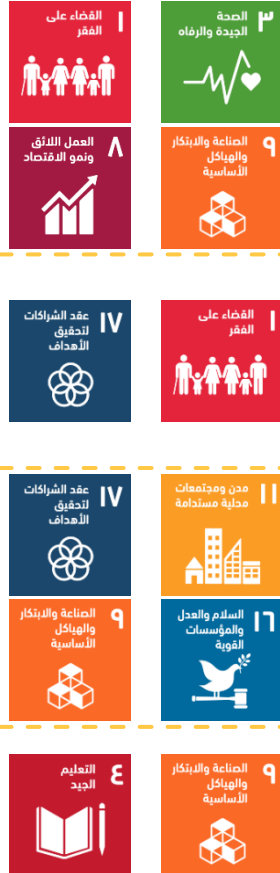 ٣ الصحة
الجيدة والرفاه
١ القضاء على
الفقر
٩ الصناعة والابتكار
والهياكل
الأساسية
٨ العمل اللائق
ونمو الاقتصاد
١ القضاء على
الفقر
١٧ عقد الشراكات
لتحقيق
الأهداف
١١ مدن ومجتمعات
محلية مستدامة
١٧ عقد الشراكات
لتحقيق
الأهداف
١٦ السلام والعدل
والمؤسسات
القوية
٩ الصناعة والابتكار
والهياكل
الأساسية
٩ الصناعة والابتكار
والهياكل
الأساسية
٤ التعليم
الجيد